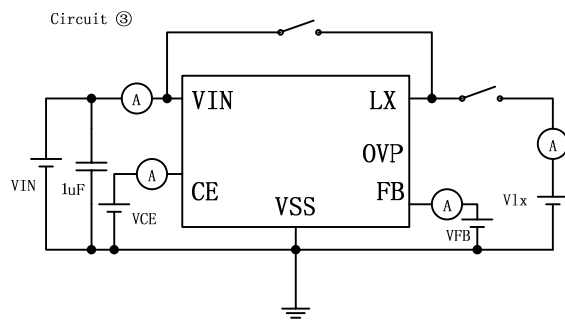 Circuit ③
A
VIN
LX
A
OVP
VIN
1uF
A
CE
FB
A
Vlx
VCE
VSS
VFB